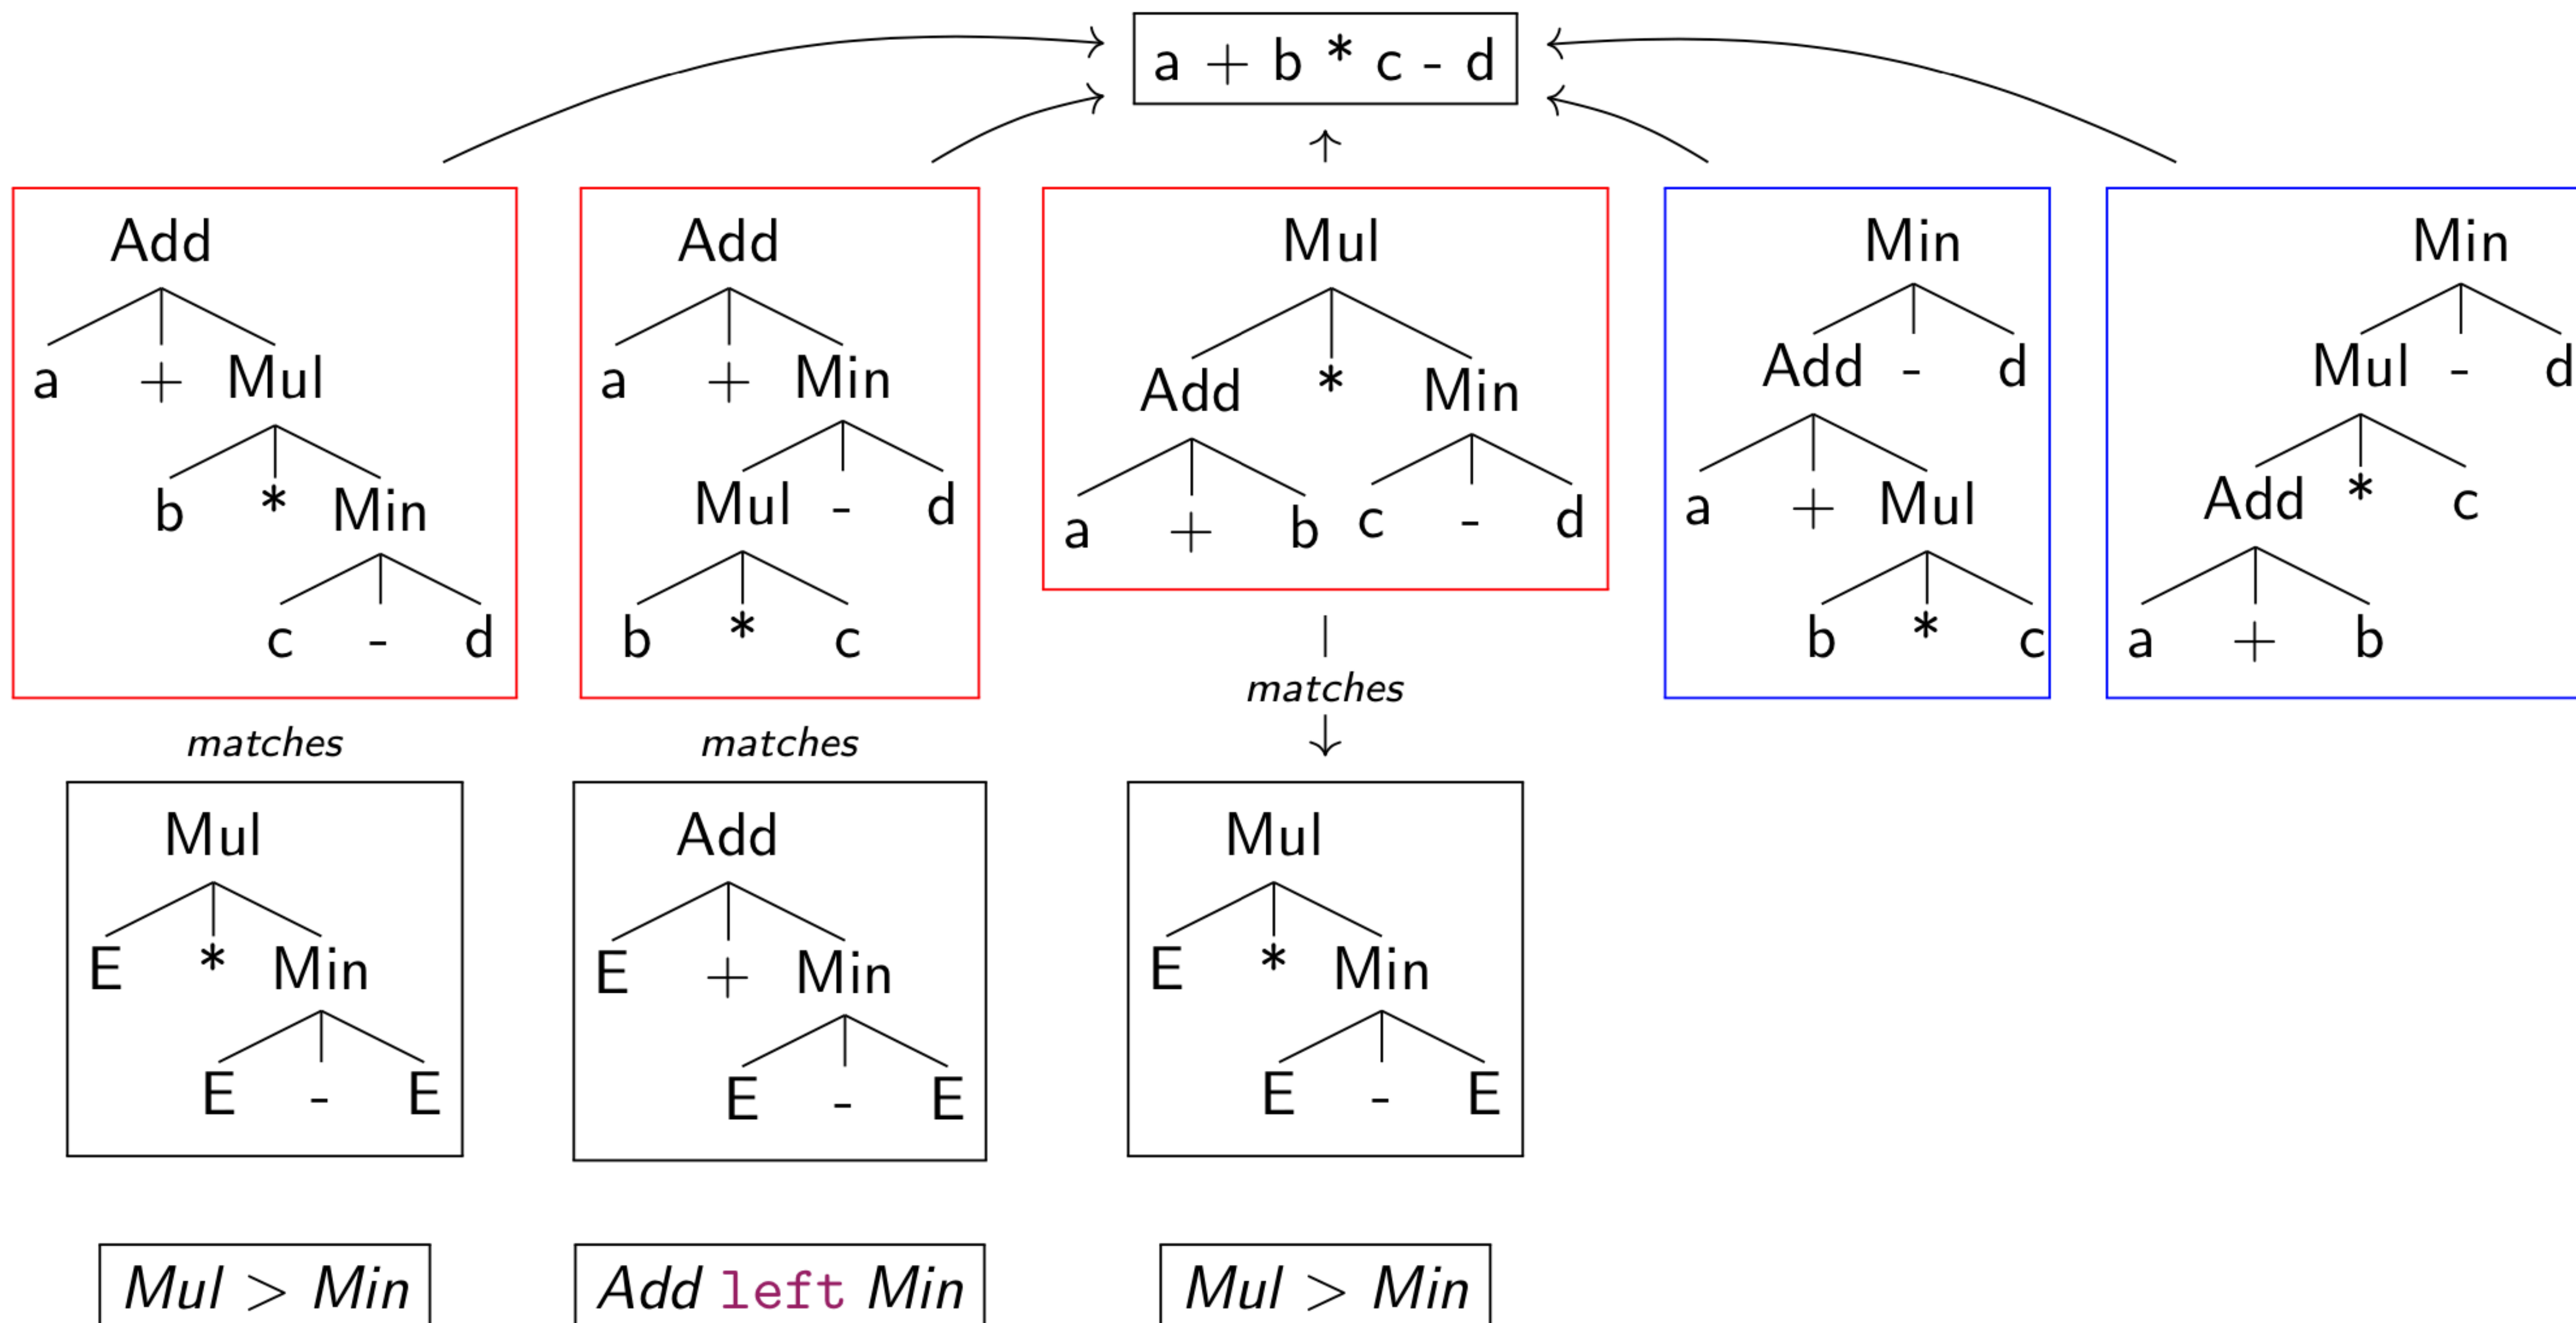 a + b * c - d
Add
a + Mul
b * Min
c - d
Add
a + Min
Mul - d
b * c
Mul
Add * Min
a + b c - d
Min
Add - d
a + Mul
b * c
Min
Mul - d
Add * c
a + b
matches
matches
matches
Mul
E * Min
E - E
Add
E + Min
E - E
Mul
E * Min
E - E
Mul > Min
Add left Min
Mul > Min